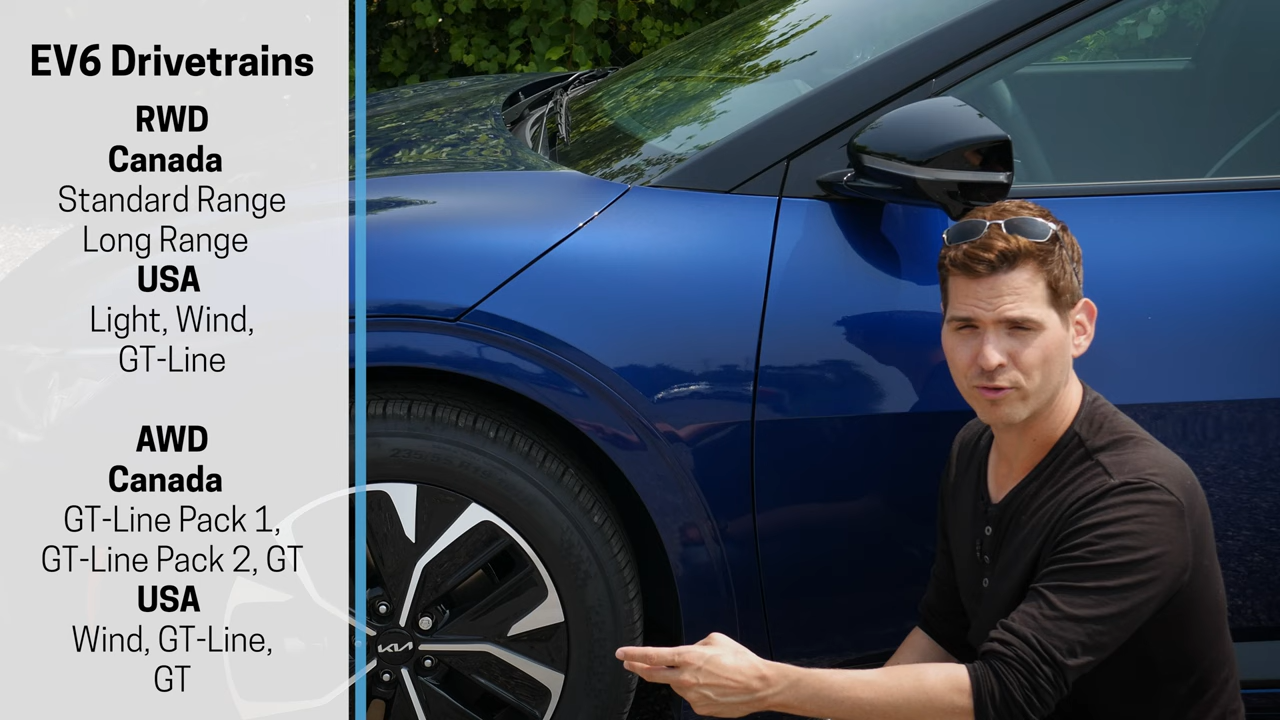 EV6 Drivetrains
RWD
Canada
Standard Range
Long Range
USA
Light, Wind,
GT-Line
AWD
Canada
GT-Line Pack 1,
GT-Line Pack 2, GT
USA
Wind, GT-Line,
GT
KIA